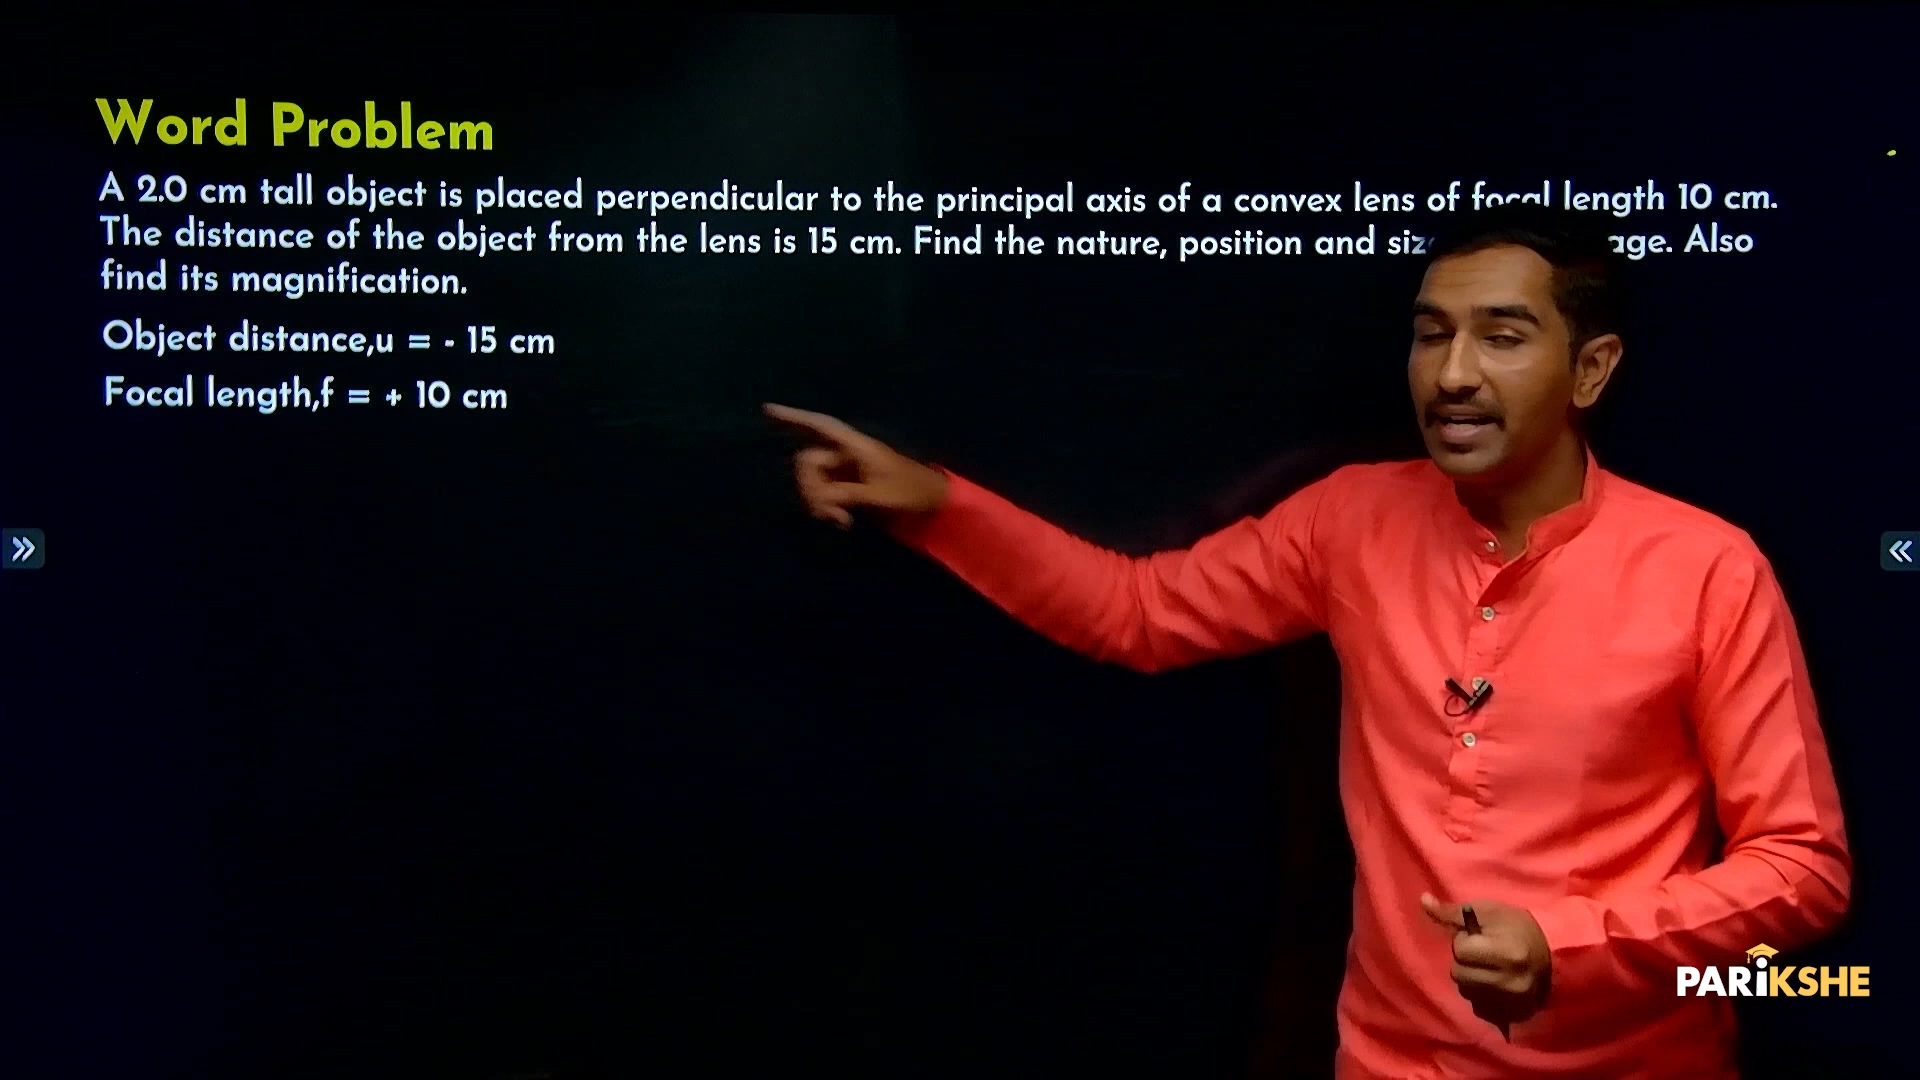 Word Problem
A 2.0 cm tall object is placed perpendicular to the principal axis of a convex lens of focal length 10 cm.
The distance of the object from the lens is 15 cm. Find the nature, position and Also
find its magnification.
Object distance,u = - 15 cm
Focal length,f = + 10 cm
PARiKSHE